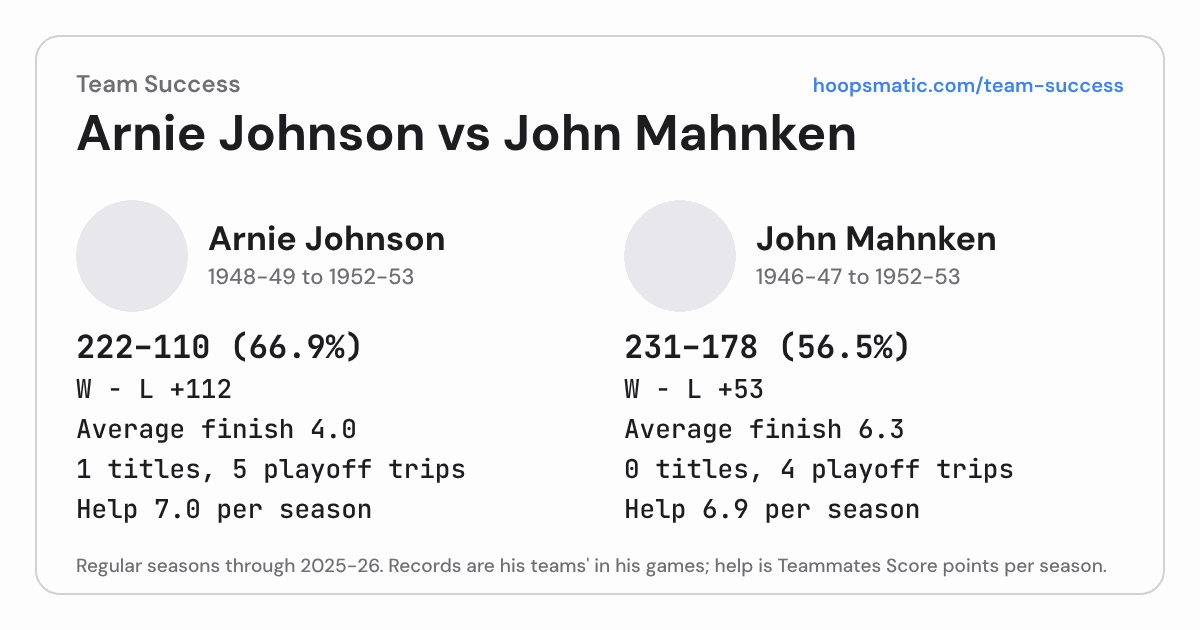 Team Success
hoopsmatic.com/team-success
Arnie Johnson vs John Mahnken
Arnie Johnson
1948-49 to 1952-53
222-110 (66.9%)
W - L +112
Average finish 4.0
1 titles, 5 playoff trips
Help 7.0 per season
John Mahnken
1946-47 to 1952-53
231-178 (56.5%)
W - L +53
Average finish 6.3
0 titles, 4 playoff trips
Help 6.9 per season
Regular seasons through 2025-26. Records are his teams' in his games; help is Teammates Score points per season.